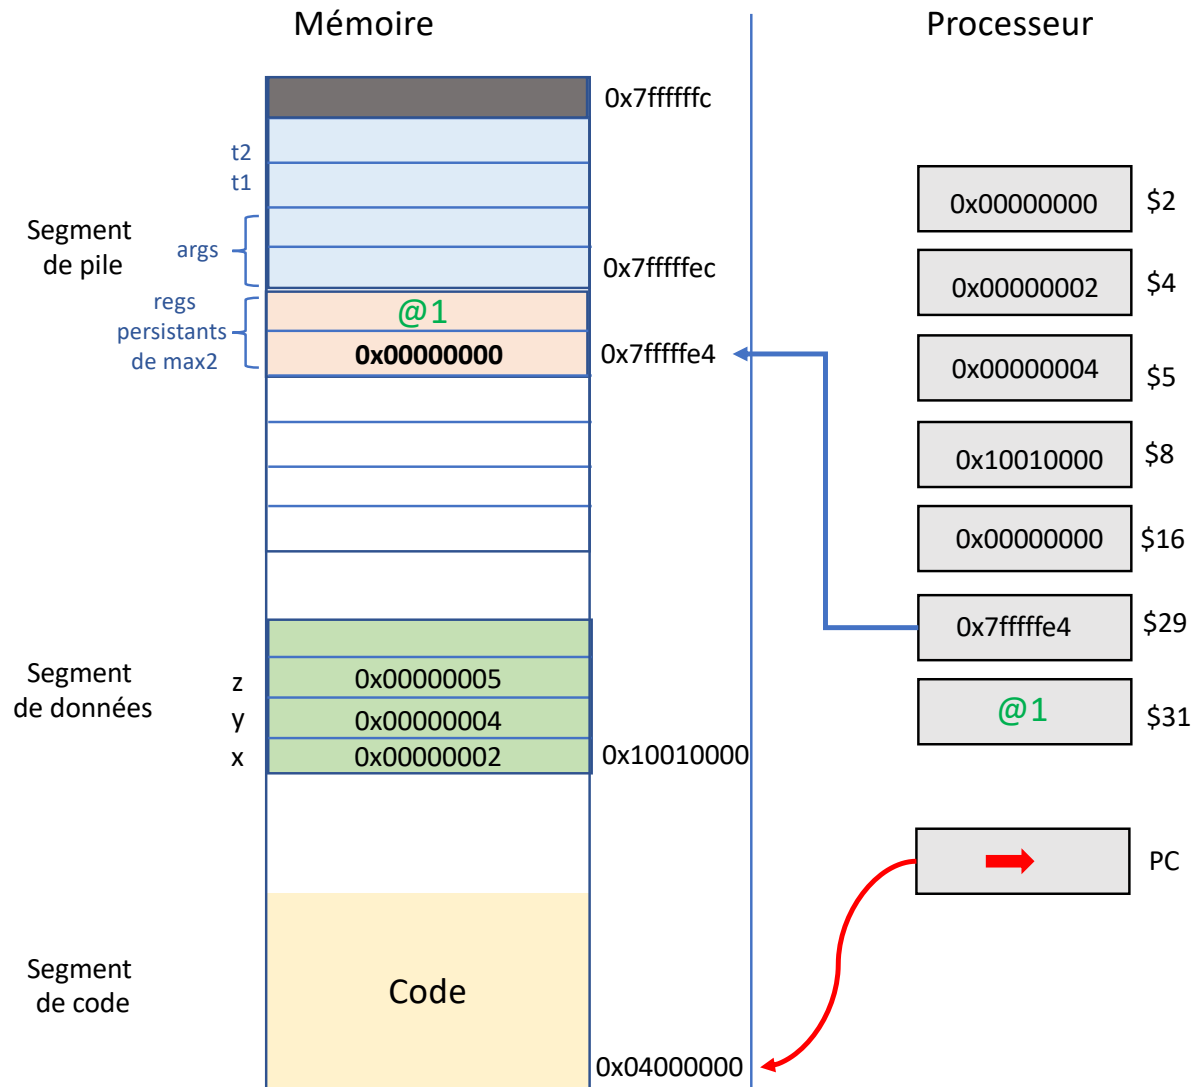 Mémoire
Processeur
0x7ffffffc
t2
t1
Segment
de pile
args
0x7fffffec
regs
persistants
de max2
@1
0x00000000
0x7fffffe4
0x00000000 $2
0x00000002 $4
0x00000004 $5
0x10010000 $8
0x00000000 $16
0x7fffffe4 $29
@1 $31
Segment
de données
z 0x00000005
y 0x00000004
x 0x00000002 0x10010000
PC
Segment
de code
Code
0x04000000